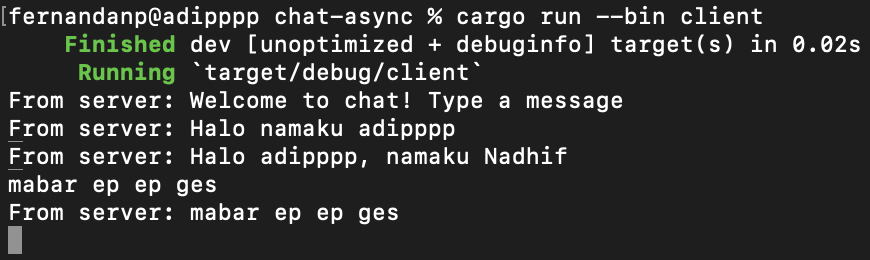 [fernandanp@adipppp chat-async % cargo run --bin client
Finished dev [unoptimized + debuginfo] target(s) in 0.02s
Running `target/debug/client`
From server: Welcome to chat! Type a message
From server: Halo namaku adipppp
From server: Halo adipppp, namaku Nadhif
mabar ep ep ges
From server: mabar ep ep ges